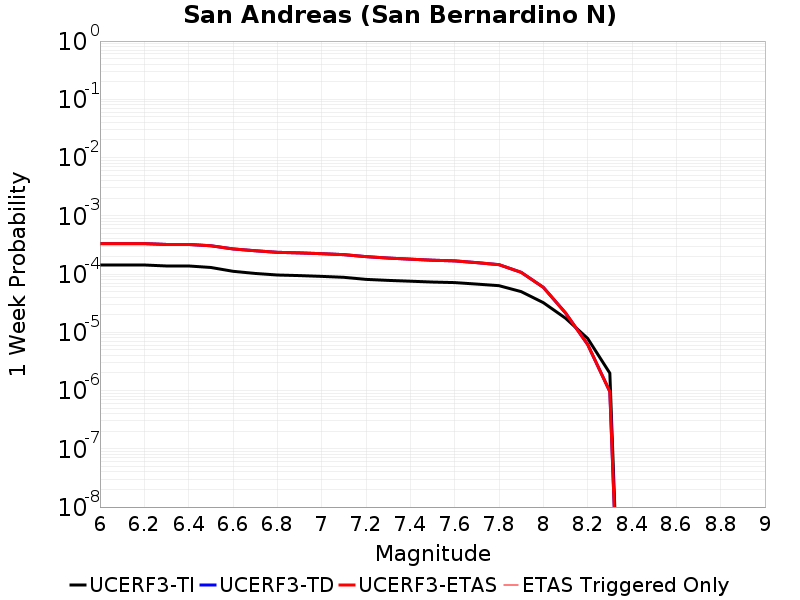 San Andreas (San Bernardino N)
10^0
10^-1
10^-2
10^-3
10^-4
10^-5
10^-6
10^-7
10^-8
1 Week Probability
6 6.2 6.4 6.6 6.8 7 7.2 7.4 7.6 7.8 8 8.2 8.4 8.6 8.8 9
Magnitude
UCERF3-TI UCERF3-TD UCERF3-ETAS ETAS Triggered Only